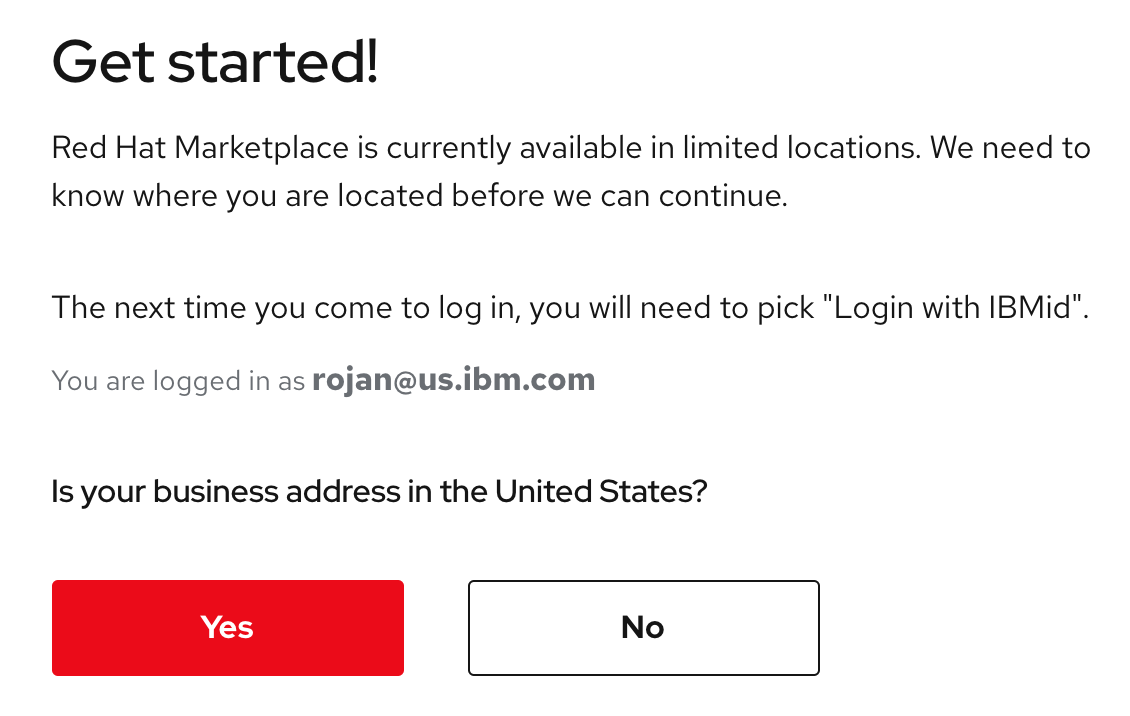 Get started!
Red Hat Marketplace is currently available in limited locations. We need to
know where you are located before we can continue.
The next time you come to log in, you will need to pick "Login with IBMid".
You are logged in as rojan@us.ibm.com
Is your business address in the United States?
Yes
No